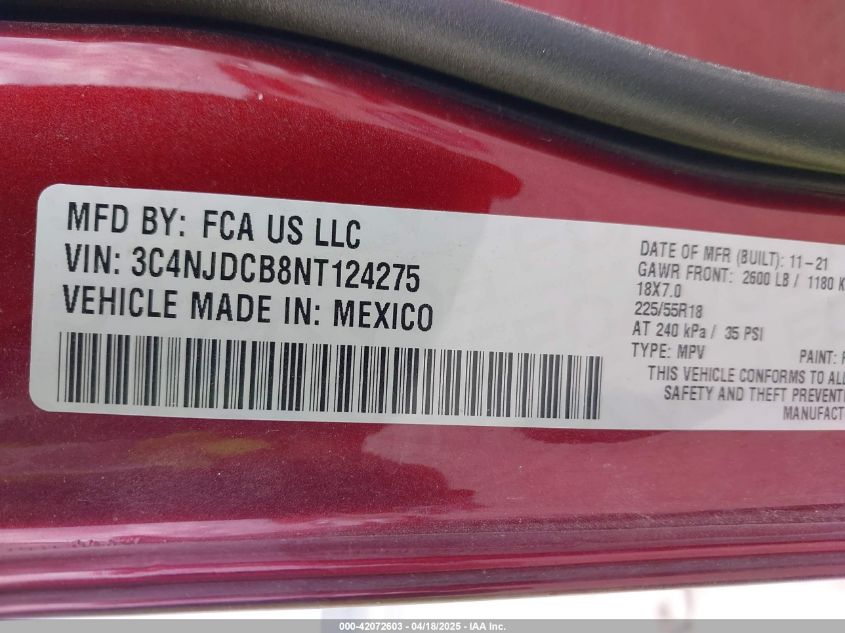 MFD BY: FCA US LLC
VIN: 3C4NJDCB8NT124275
VEHICLE MADE IN: MEXICO
DATE OF MFR (BUILT): 11-21
GAWR FRONT: 2600 LB / 1180 K
18X7.0
225/55R18
AT 240 kPa / 35 PSI
TYPE: MPV PAINT:
THIS VEHICLE CONFORMS TO ALL
SAFETY AND THEFT PREVENTI
MANUFACT
000-42072603 / 04/18/2025 - IAA Inc.